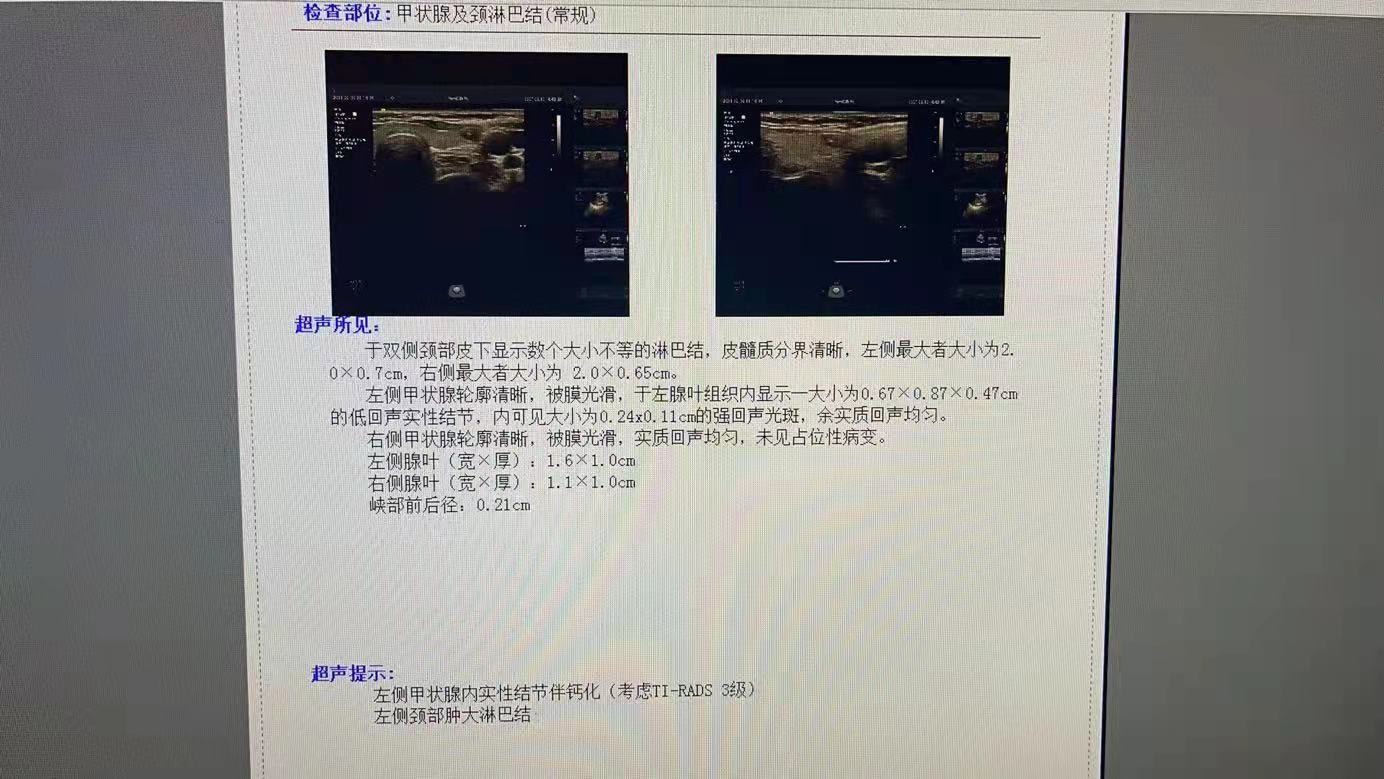 检查部位：甲状腺及颈淋巴结(常规)
超声所见：
于双侧颈部皮下显示数个大小不等的淋巴结，皮髓质分界清晰，左侧最大者大小为2.
0×0.7cm，右侧最大者大小为 2.0×0.65cm。
左侧甲状腺轮廓清晰，被膜光滑，于左腺叶组织内显示一大小为0.67×0.87×0.47cm
的低回声实性结节，内可见大小为0.24x0.11cm的强回声光斑，余实质回声均匀。
右侧甲状腺轮廓清晰，被膜光滑，实质回声均匀，未见占位性病变。
左侧腺叶（宽×厚）：1.6×1.0cm
右侧腺叶（宽×厚）：1.1×1.0cm
峡部前后径：0.21cm
超声提示：
左侧甲状腺内实性结节伴钙化（考虑TI-RADS 3级）
左侧颈部肿大淋巴结